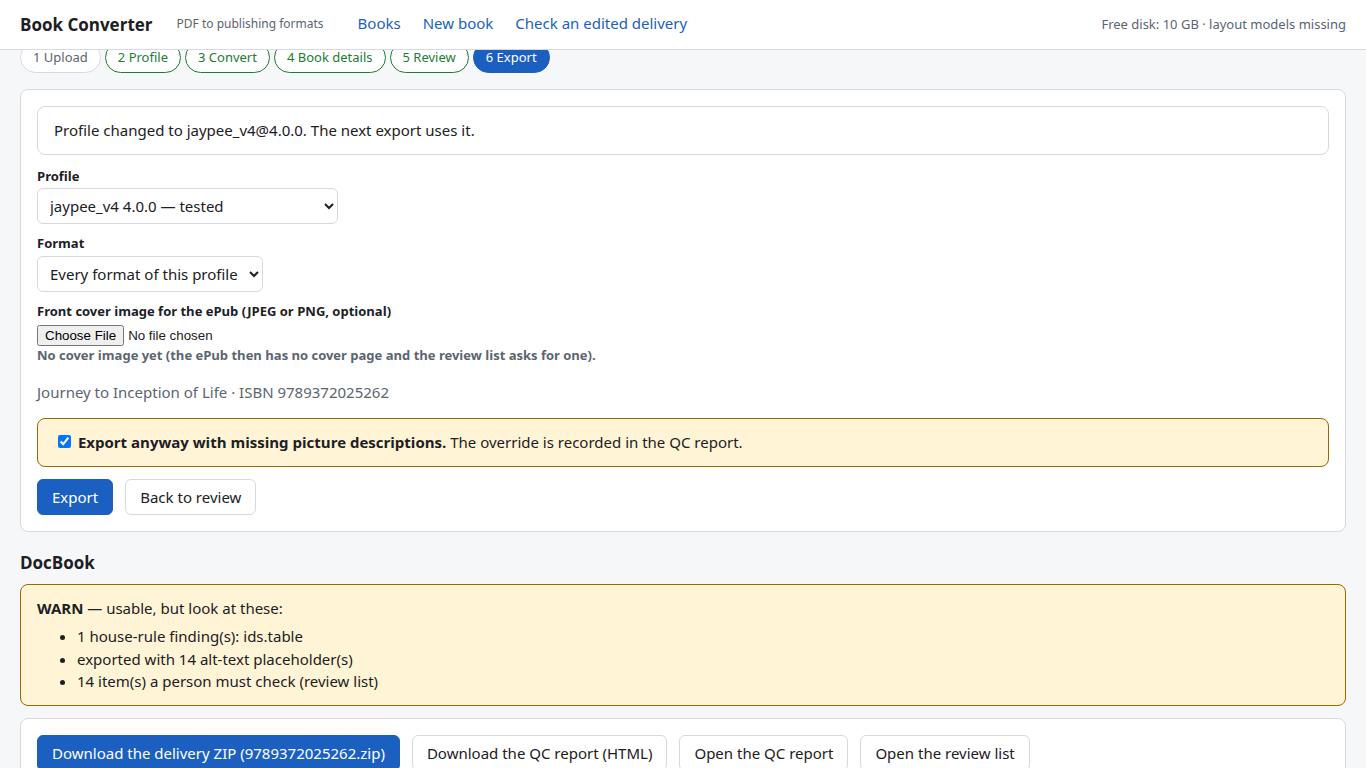 Book Converter PDF to publishing formats Books New book Check an edited delivery Free disk: 10 GB · layout models missing
1 Upload 2 Profile 3 Convert 4 Book details 5 Review 6 Export
Profile changed to jaypee_v4@4.0.0. The next export uses it.
Profile
jaypee_v4 4.0.0 — tested
Format
Every format of this profile
Front cover image for the ePub (JPEG or PNG, optional)
Choose File No file chosen
No cover image yet (the ePub then has no cover page and the review list asks for one).
Journey to Inception of Life · ISBN 9789372025262
Export anyway with missing picture descriptions. The override is recorded in the QC report.
Export Back to review
DocBook
WARN — usable, but look at these:
• 1 house-rule finding(s): ids.table
• exported with 14 alt-text placeholder(s)
• 14 item(s) a person must check (review list)
Download the delivery ZIP (9789372025262.zip) Download the QC report (HTML) Open the QC report Open the review list